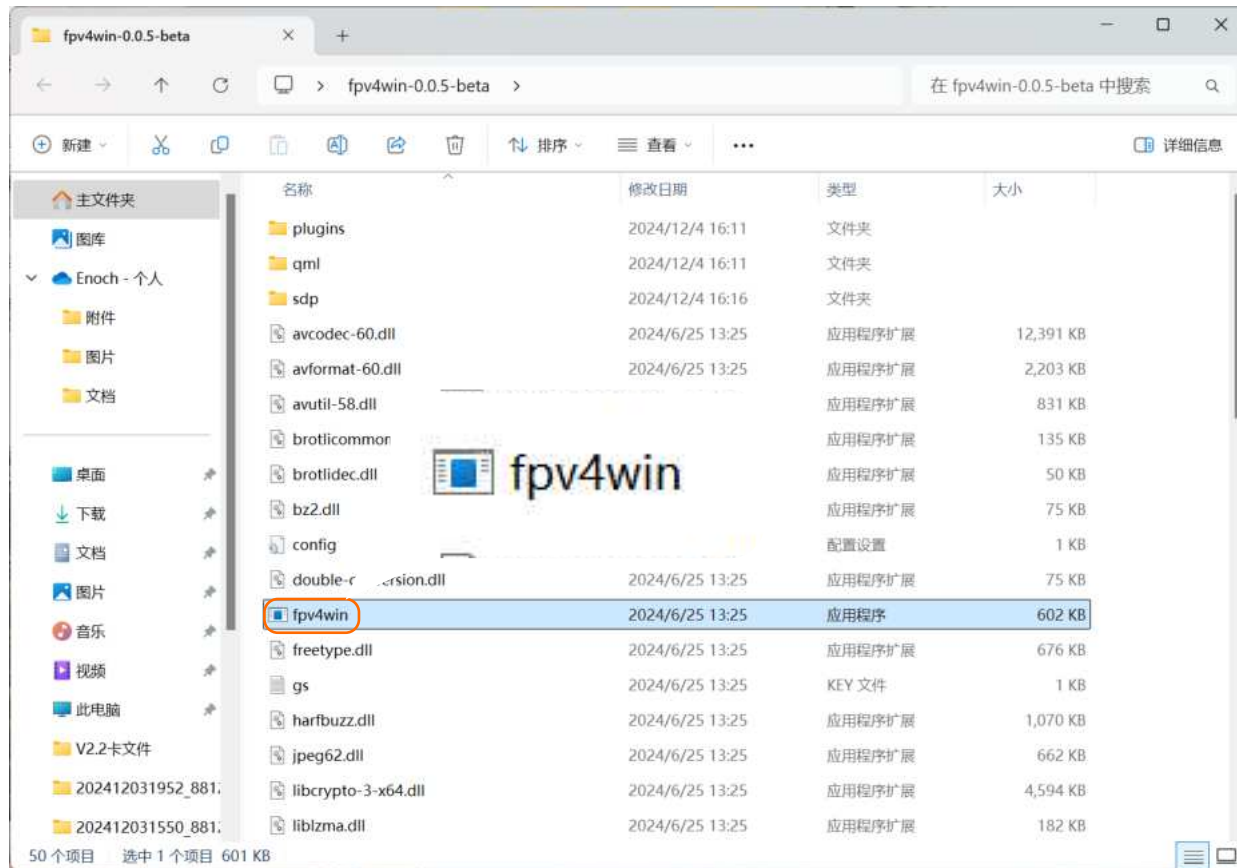 fpv4win-0.0.5-beta
fpv4win-0.0.5-beta
在 fpv4win-0.0.5-beta 中搜索
新建
排序
查看
详细信息
名称 修改日期 类型 大小
主文件夹
图库
Enoch - 个人
附件
图片
文档
桌面
下载
文档
图片
音乐
视频
此电脑
V2.2卡文件
202412031952_881
202412031550_881
plugins 2024/12/4 16:11 文件夹
qml 2024/12/4 16:11 文件夹
sdp 2024/12/4 16:16 文件夹
avcodec-60.dll 2024/6/25 13:25 应用程序扩展 12,391 KB
avformat-60.dll 2024/6/25 13:25 应用程序扩展 2,203 KB
avutil-58.dll 应用程序扩展 831 KB
brotlicommon 应用程序扩展 135 KB
brotlidec.dll 应用程序扩展 50 KB
bz2.dll 应用程序扩展 75 KB
config 配置设置 1 KB
fpv4win
double- ersion.dll 2024/6/25 13:25 应用程序扩展 75 KB
fpv4win 2024/6/25 13:25 应用程序 602 KB
freetype.dll 2024/6/25 13:25 应用程序扩展 676 KB
gs 2024/6/25 13:25 KEY 文件 1 KB
harfbuzz.dll 2024/6/25 13:25 应用程序扩展 1,070 KB
jpeg62.dll 2024/6/25 13:25 应用程序扩展 662 KB
libcrypto-3-x64.dll 2024/6/25 13:25 应用程序扩展 4,594 KB
liblzma.dll 2024/6/25 13:25 应用程序扩展 182 KB
50 个项目 选中 1 个项目 601 KB